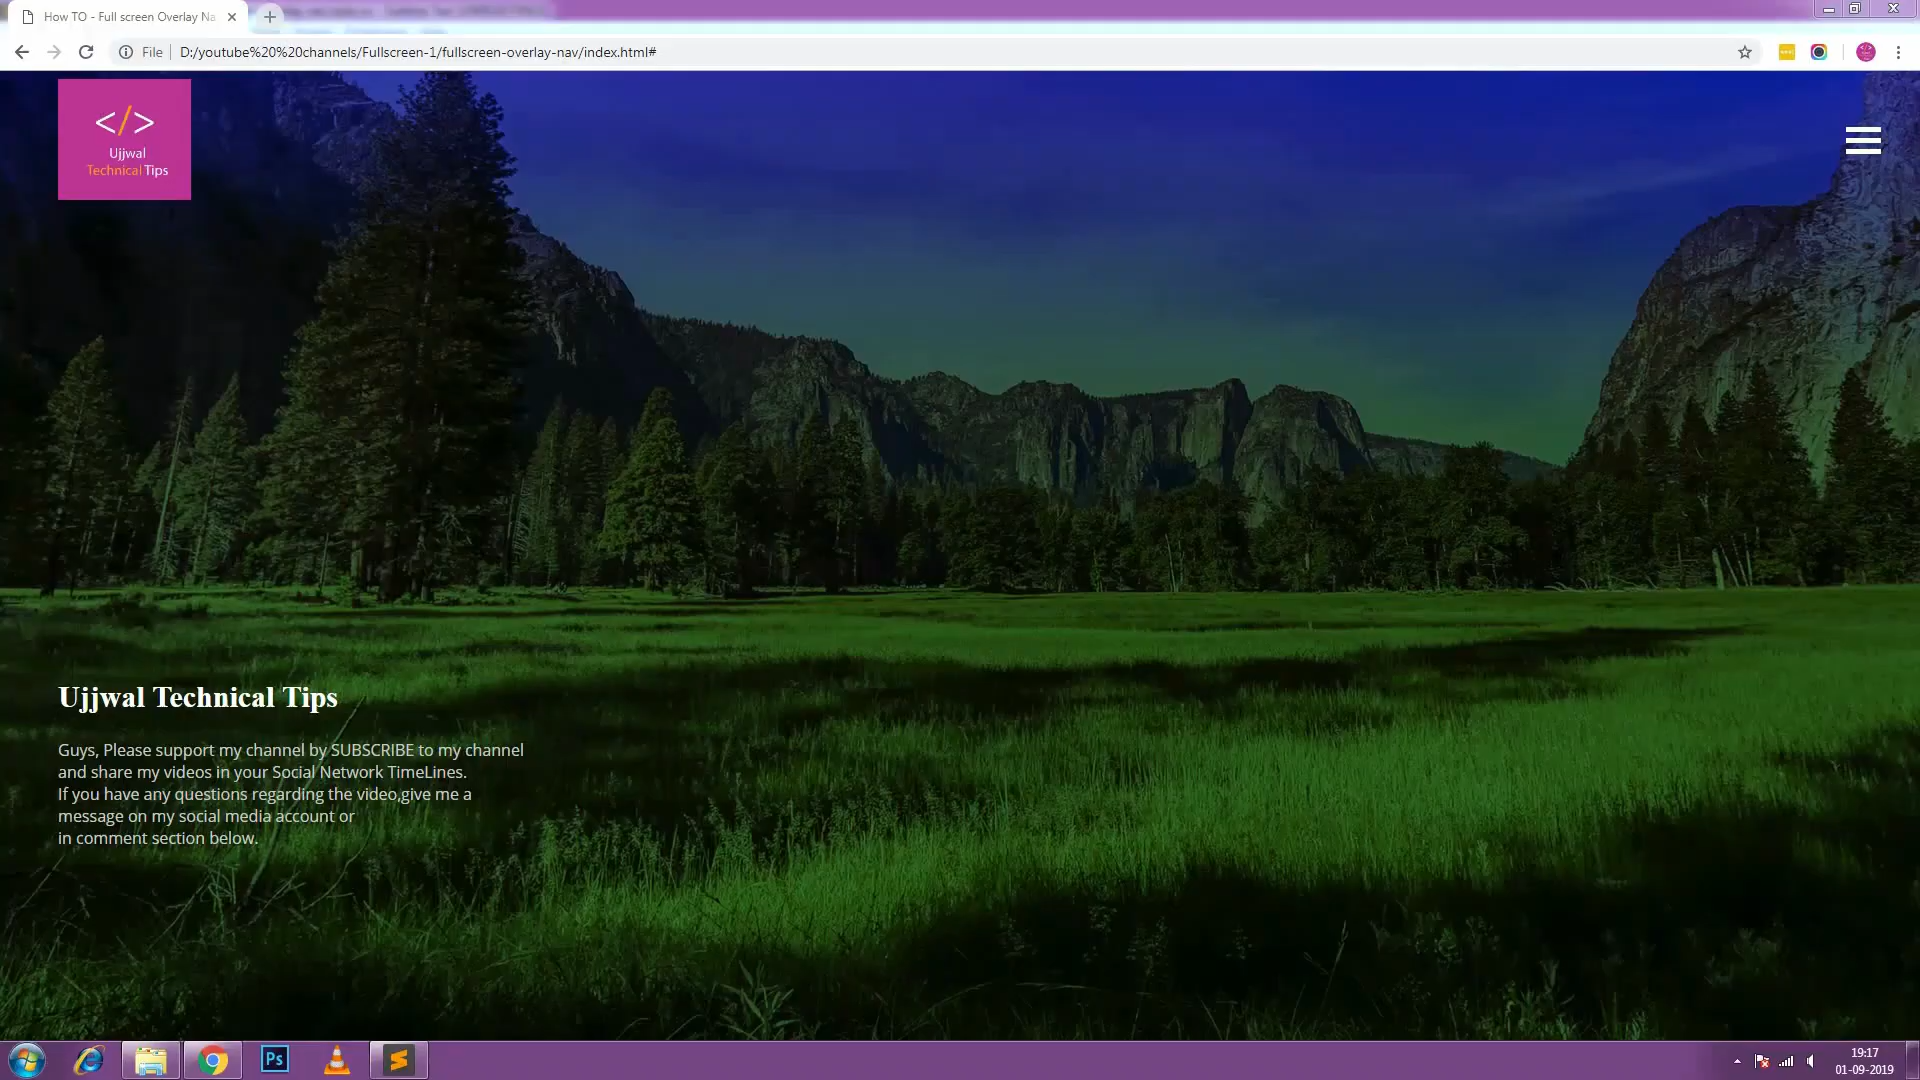 How TO - Full screen Overlay Na
File
D:/youtube%20%20channels/Fullscreen-1/fullscreen-overlay-nav/index.html#
</>
Ujjwal
Technical Tips
Ujjwal Technical Tips
Guys, Please support my channel by SUBSCRIBE to my channel
and share my videos in your Social Network TimeLines.
If you have any questions regarding the video,give me a
message on my social media account or
in comment section below.
Ps
19:17
01-09-2019